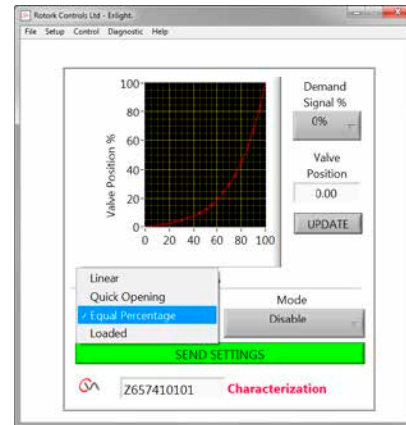 Rotork Controls Ltd - Enlight.
File Setup Control Diagnostic Help
100
80
60
40
20
0
Valve Position %
0 20 40 60 80 100
Demand
Signal %
0%
Valve
Position
0.00
UPDATE
Linear
Quick Opening
✓ Equal Percentage
Loaded
Mode
Disable
SEND SETTINGS
Z657410101
Characterization